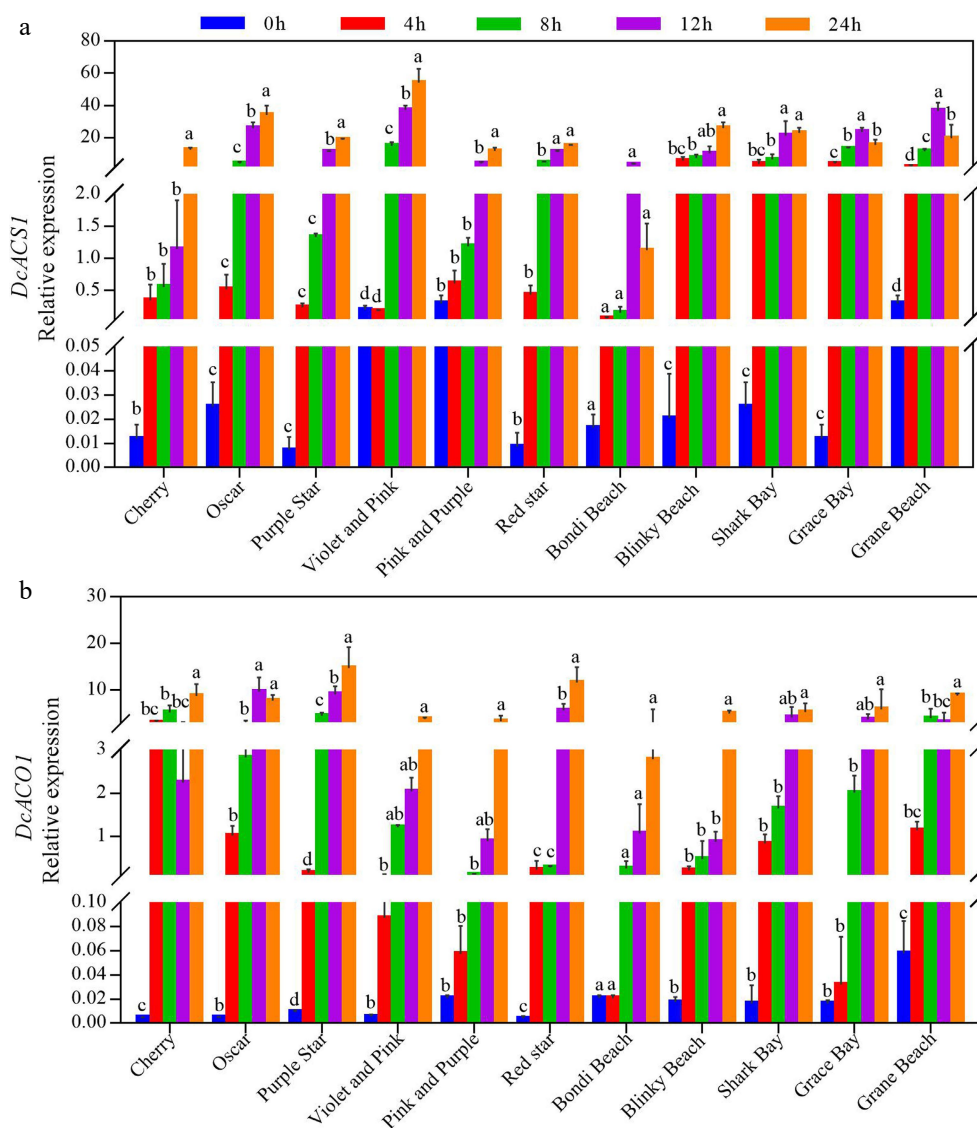 a
0h 4h 8h 12h 24h
DcACS1
Relative expression
80
60
40
20
2.0
1.5
1.0
0.5
0.05
0.04
0.03
0.02
0.01
0.00
b b b b a
c c c b a
c c c b a
d d c b a
b b b b a
c c b a a
a a a a
c bc b ab a
c bc b a a
c c b a b
d d c a b
Cherry
Oscar
Purple Star
Violet and Pink
Pink and Purple
Red star
Bondi Beach
Blinky Beach
Shark Bay
Grace Bay
Grane Beach
b
DcACO1
Relative expression
30
20
10
3
2
1
0.10
0.08
0.06
0.04
0.02
0.00
c bc b bc a
b b b a a
d d c b a
b b ab ab a
b b b ab a
c c c b a
a a a a a
b b b b a
b b b ab a
b b b ab a
c bc b bc a
Cherry
Oscar
Purple Star
Violet and Pink
Pink and Purple
Red star
Bondi Beach
Blinky Beach
Shark Bay
Grace Bay
Grane Beach